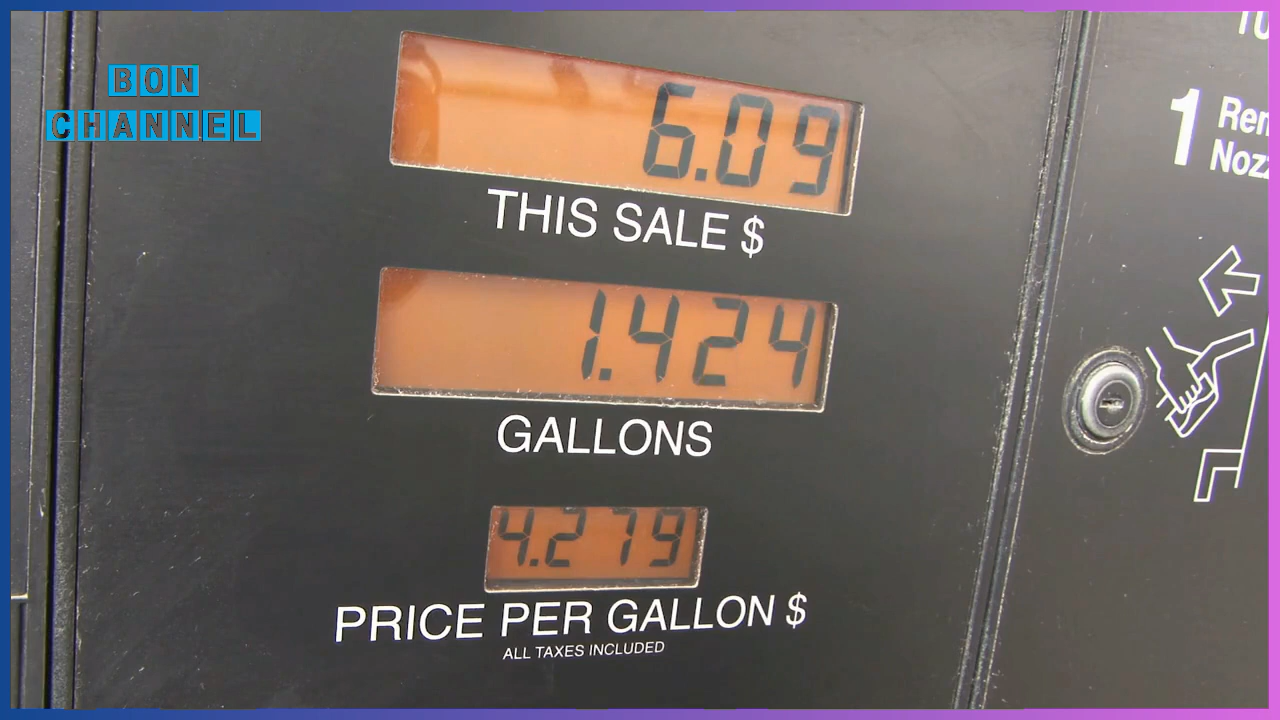 BON
CHANNEL
6.09
THIS SALE $
1.424
GALLONS
4.279
PRICE PER GALLON $
ALL TAXES INCLUDED
1